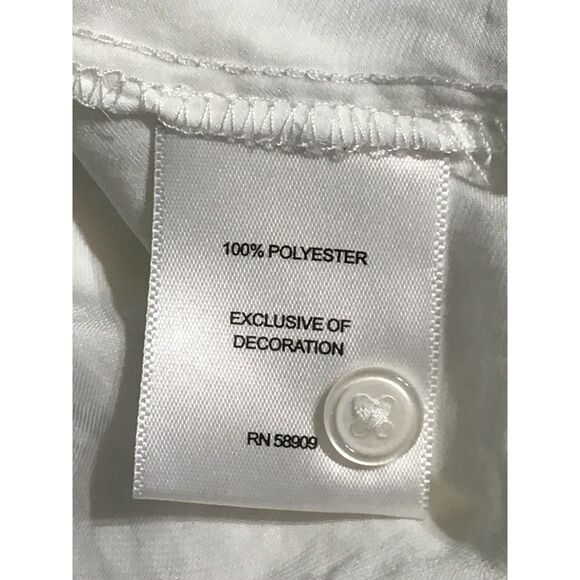 100% POLYESTER
EXCLUSIVE OF
DECORATION
RN 58909